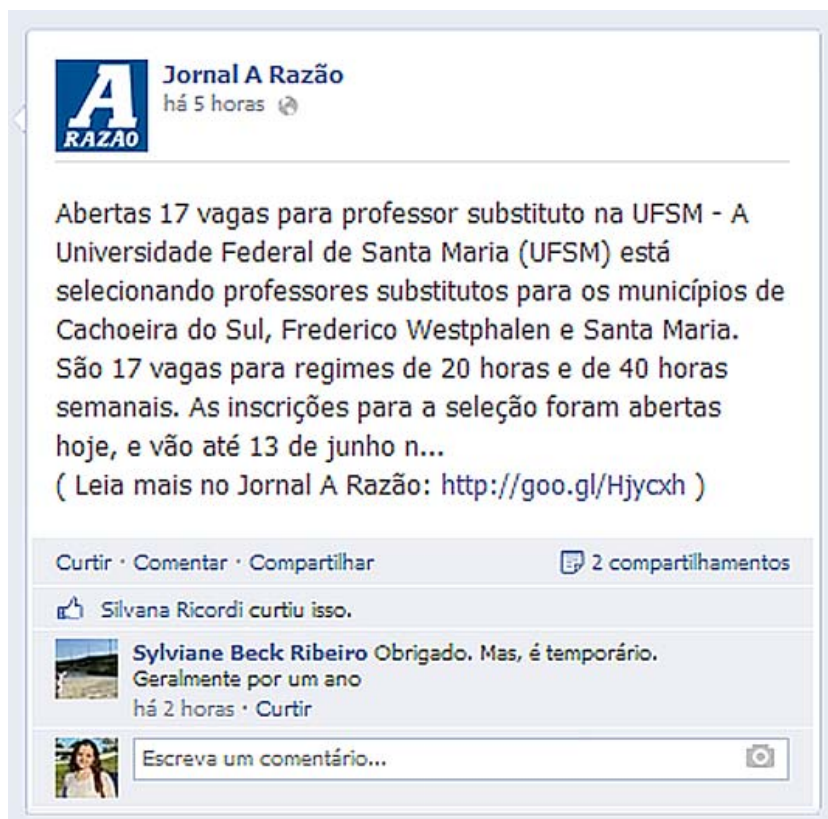 A
RAZAO
Jornal A Razão
há 5 horas
Abertas 17 vagas para professor substituto na UFSM - A
Universidade Federal de Santa Maria (UFSM) está
selecionando professores substitutos para os municípios de
Cachoeira do Sul, Frederico Westphalen e Santa Maria.
São 17 vagas para regimes de 20 horas e de 40 horas
semanais. As inscrições para a seleção foram abertas
hoje, e vão até 13 de junho n...
( Leia mais no Jornal A Razão: http://goo.gl/Hjycxh )
Curtir · Comentar · Compartilhar 2 compartilhamentos
Silvana Ricordi curtiu isso.
Sylviane Beck Ribeiro Obrigado. Mas, é temporário.
Geralmente por um ano
há 2 horas · Curtir
Escreva um comentário...